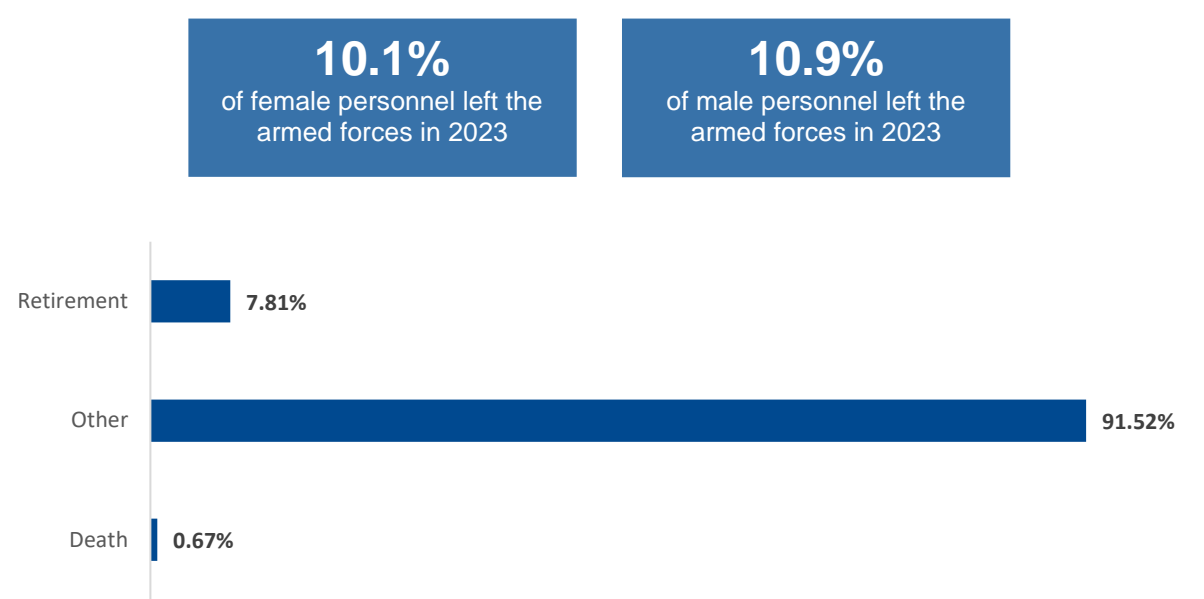 10.1%
of female personnel left the
armed forces in 2023
10.9%
of male personnel left the
armed forces in 2023
Retirement 7.81%
Other 91.52%
Death 0.67%